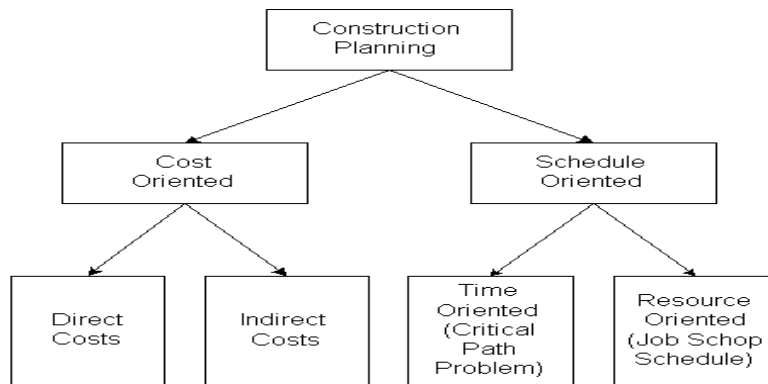 Construction
Planning
Cost
Oriented
Schedule
Oriented
Direct
Costs
Indirect
Costs
Time
Oriented
(Critical
Path
Problem)
Resource
Oriented
(Job Schop
Schedule)